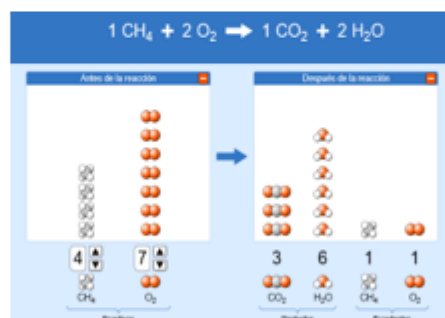 1 CH₄ + 2 O₂ → 1 CO₂ + 2 H₂O
Antes de la reacción
Después de la reacción
4 7
3 6 1 1
CH₄ O₂
CO₂ H₂O CH₄ O₂